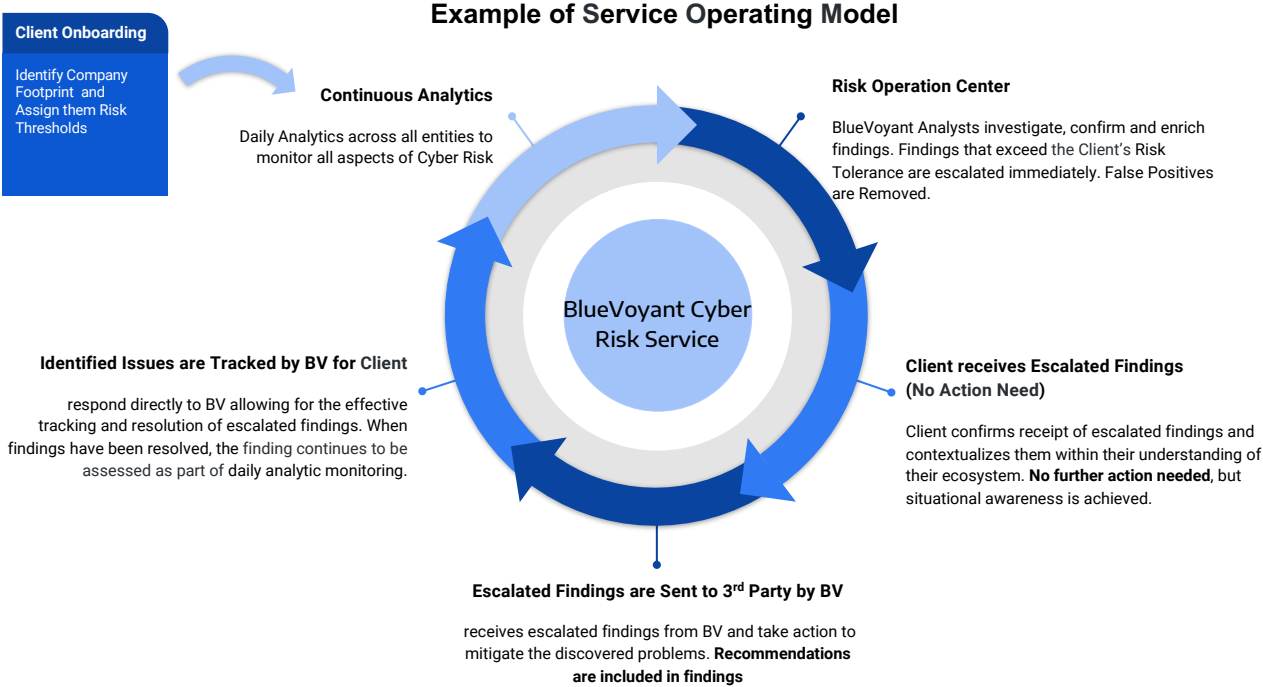 Example of Service Operating Model
Client Onboarding
Identify Company
Footprint and
Assign them Risk
Thresholds
Continuous Analytics
Daily Analytics across all entities to
monitor all aspects of Cyber Risk
Risk Operation Center
BlueVoyant Analysts investigate, confirm and enrich
findings. Findings that exceed the Client's Risk
Tolerance are escalated immediately. False Positives
are Removed.
BlueVoyant Cyber
Risk Service
Client receives Escalated Findings
(No Action Need)
Client confirms receipt of escalated findings and
contextualizes them within their understanding of
their ecosystem. No further action needed, but
situational awareness is achieved.
Escalated Findings are Sent to 3rd Party by BV
receives escalated findings from BV and take action to
mitigate the discovered problems. Recommendations
are included in findings
Identified Issues are Tracked by BV for Client
respond directly to BV allowing for the effective
tracking and resolution of escalated findings. When
findings have been resolved, the finding continues to be
assessed as part of daily analytic monitoring.